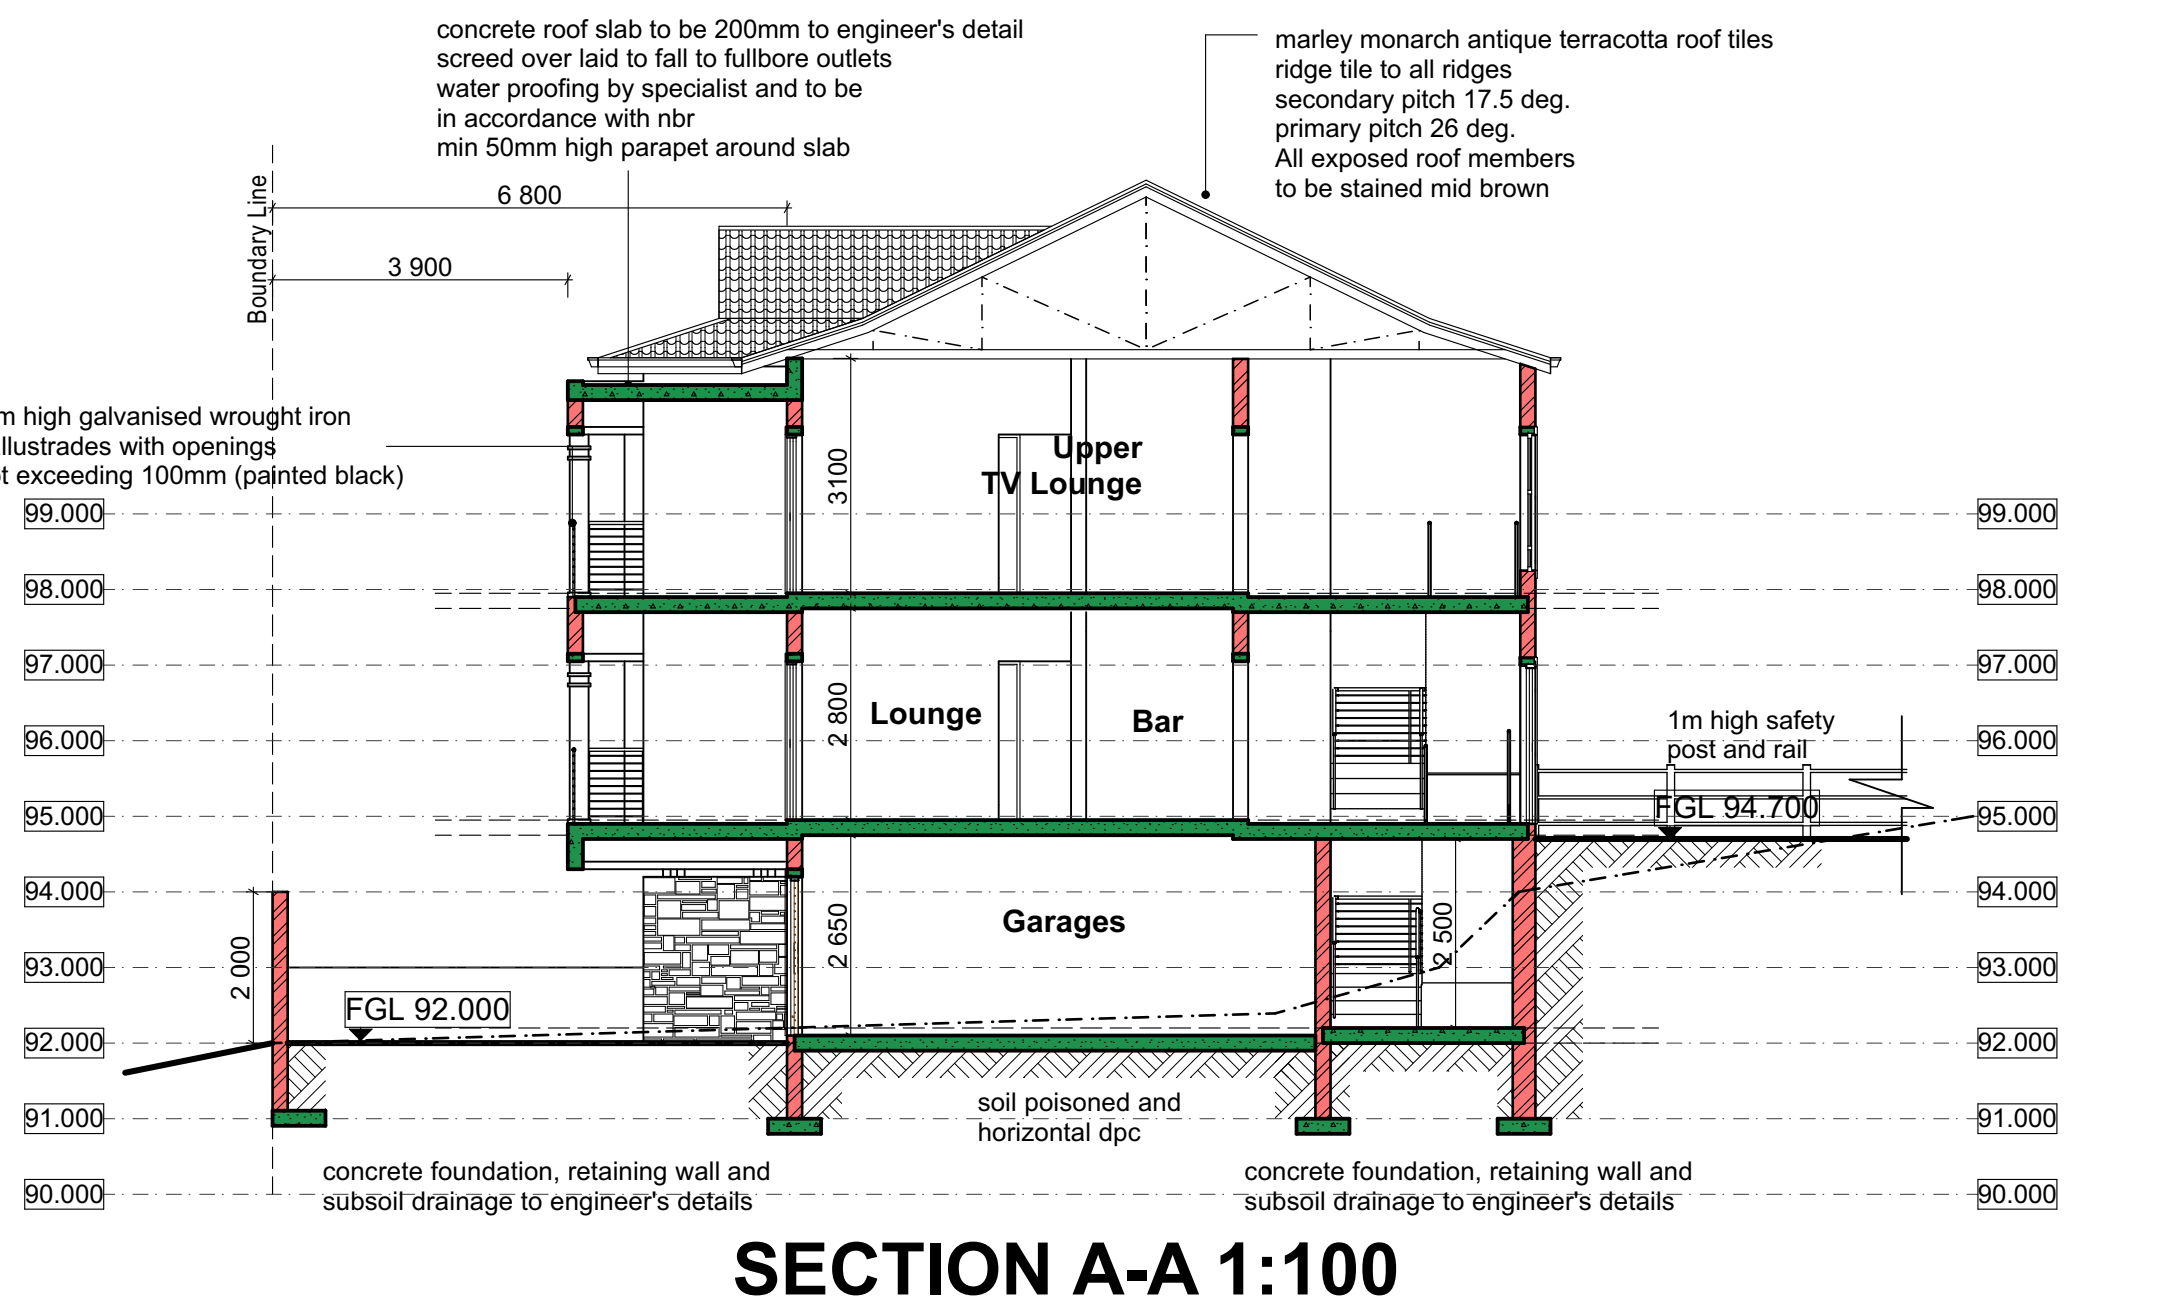 concrete roof slab to be 200mm to engineer's detail
screed over laid to fall to fullbore outlets
water proofing by specialist and to be
in accordance with nbr
min 50mm high parapet around slab
marley monarch antique terracotta roof tiles
ridge tile to all ridges
secondary pitch 17.5 deg.
primary pitch 26 deg.
All exposed roof members
to be stained mid brown
Boundary Line
6 800
3 900
m high galvanised wrought iron
llustrades with openings
t exceeding 100mm (painted black)
3100
Upper
TV Lounge
99.000
99.000
98.000
98.000
97.000
97.000
2 800
Lounge
Bar
1m high safety
post and rail
96.000
96.000
FGL 94.700
95.000
95.000
94.000
94.000
Garages
2 650
2 500
2 000
93.000
93.000
FGL 92.000
92.000
92.000
soil poisoned and
horizontal dpc
91.000
91.000
concrete foundation, retaining wall and
subsoil drainage to engineer's details
concrete foundation, retaining wall and
subsoil drainage to engineer's details
90.000
90.000
SECTION A-A 1:100